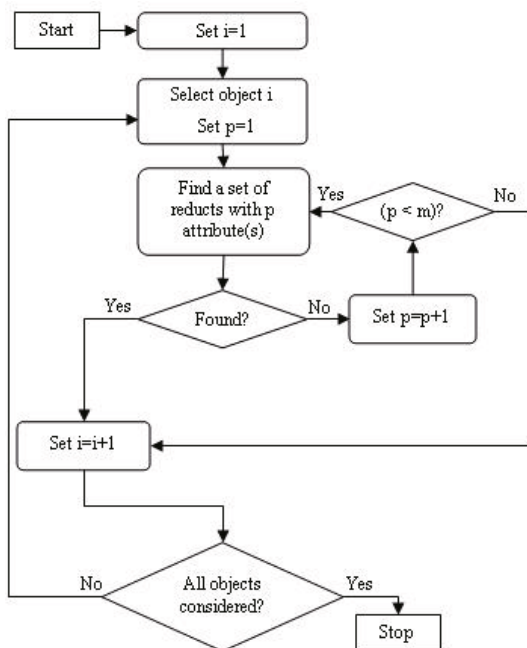 Start
Set i=1
Select object i
Set p=1
Find a set of
reducts with p
attribute(s)
Yes
(p < m)?
No
Yes
Found?
No
Set p=p+1
Set i=i+1
No
All objects
considered?
Yes
Stop